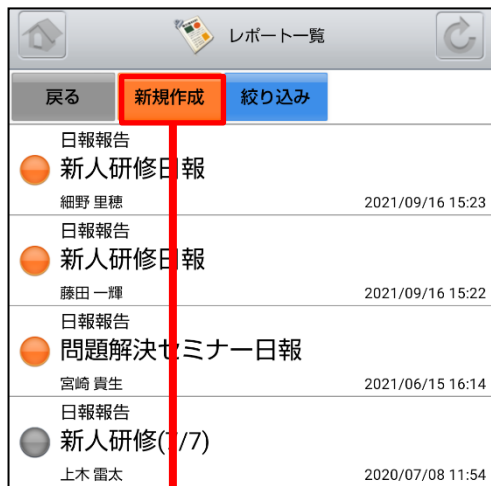 レポート一覧
戻る 新規作成 絞り込み
日報報告
新人研修日報
細野 里穂 2021/09/16 15:23
日報報告
新人研修日報
藤田 一輝 2021/09/16 15:22
日報報告
問題解決セミナー日報
宮崎 貴生 2021/06/15 16:14
日報報告
新人研修(7/7)
上木 雷太 2020/07/08 11:54